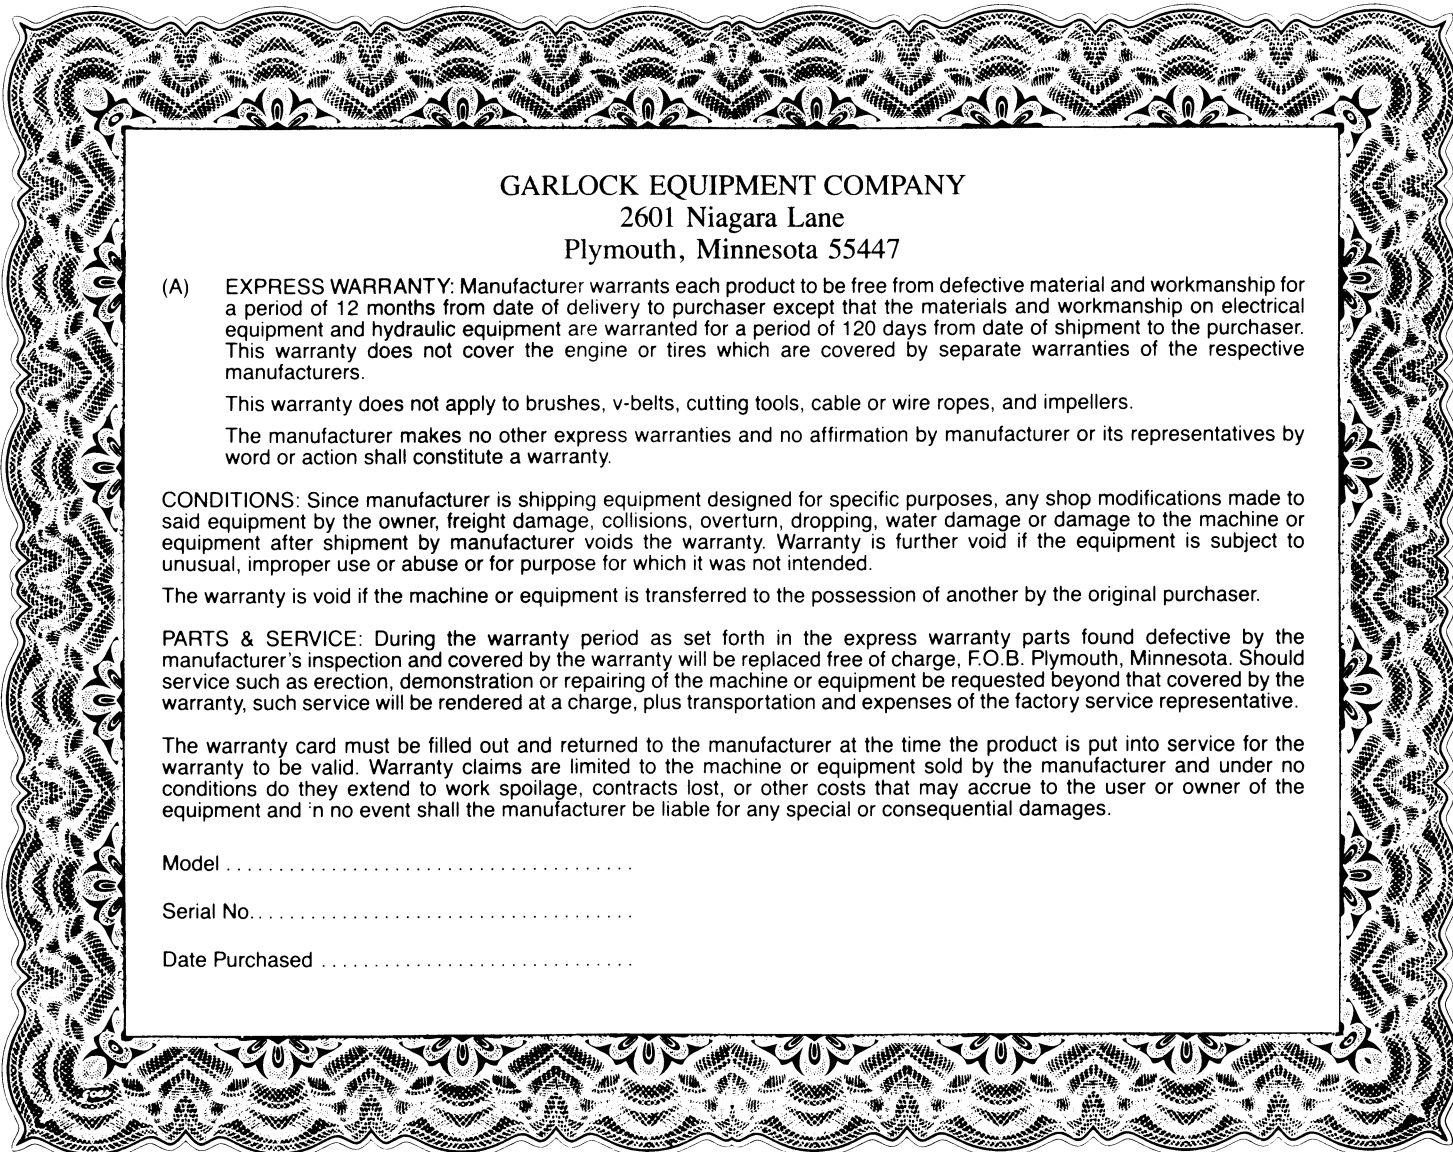 GARLOCK EQUIPMENT COMPANY
2601 Niagara Lane
Plymouth, Minnesota 55447
(A) EXPRESS WARRANTY: Manufacturer warrants each product to be free from defective material and workmanship for
a period of 12 months from date of delivery to purchaser except that the materials and workmanship on electrical
equipment and hydraulic equipment are warranted for a period of 120 days from date of shipment to the purchaser.
This warranty does not cover the engine or tires which are covered by separate warranties of the respective
manufacturers.
This warranty does not apply to brushes, v-belts, cutting tools, cable or wire ropes, and impellers.
The manufacturer makes no other express warranties and no affirmation by manufacturer or its representatives by
word or action shall constitute a warranty.
CONDITIONS: Since manufacturer is shipping equipment designed for specific purposes, any shop modifications made to
said equipment by the owner, freight damage, collisions, overturn, dropping, water damage or damage to the machine or
equipment after shipment by manufacturer voids the warranty. Warranty is further void if the equipment is subject to
unusual, improper use or abuse or for purpose for which it was not intended.
The warranty is void if the machine or equipment is transferred to the possession of another by the original purchaser.
PARTS & SERVICE: During the warranty period as set forth in the express warranty parts found defective by the
manufacturer's inspection and covered by the warranty will be replaced free of charge, F.O.B. Plymouth, Minnesota. Should
service such as erection, demonstration or repairing of the machine or equipment be requested beyond that covered by the
warranty, such service will be rendered at a charge, plus transportation and expenses of the factory service representative.
The warranty card must be filled out and returned to the manufacturer at the time the product is put into service for the
warranty to be valid. Warranty claims are limited to the machine or equipment sold by the manufacturer and under no
conditions do they extend to work spoilage, contracts lost, or other costs that may accrue to the user or owner of the
equipment and 'n no event shall the manufacturer be liable for any special or consequential damages.
Model .......................................
Serial No.....................................
Date Purchased ..............................